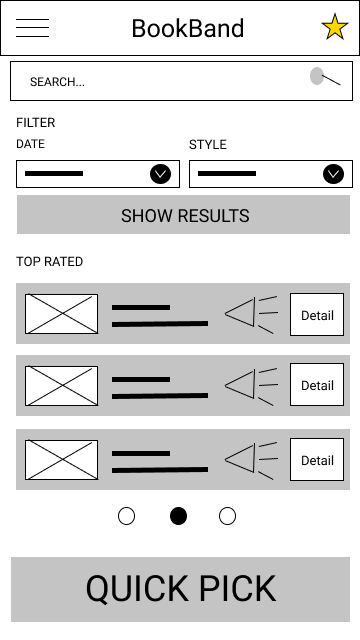 BookBand
SEARCH...
FILTER
DATE
STYLE
SHOW RESULTS
TOP RATED
Detail
Detail
Detail
QUICK PICK